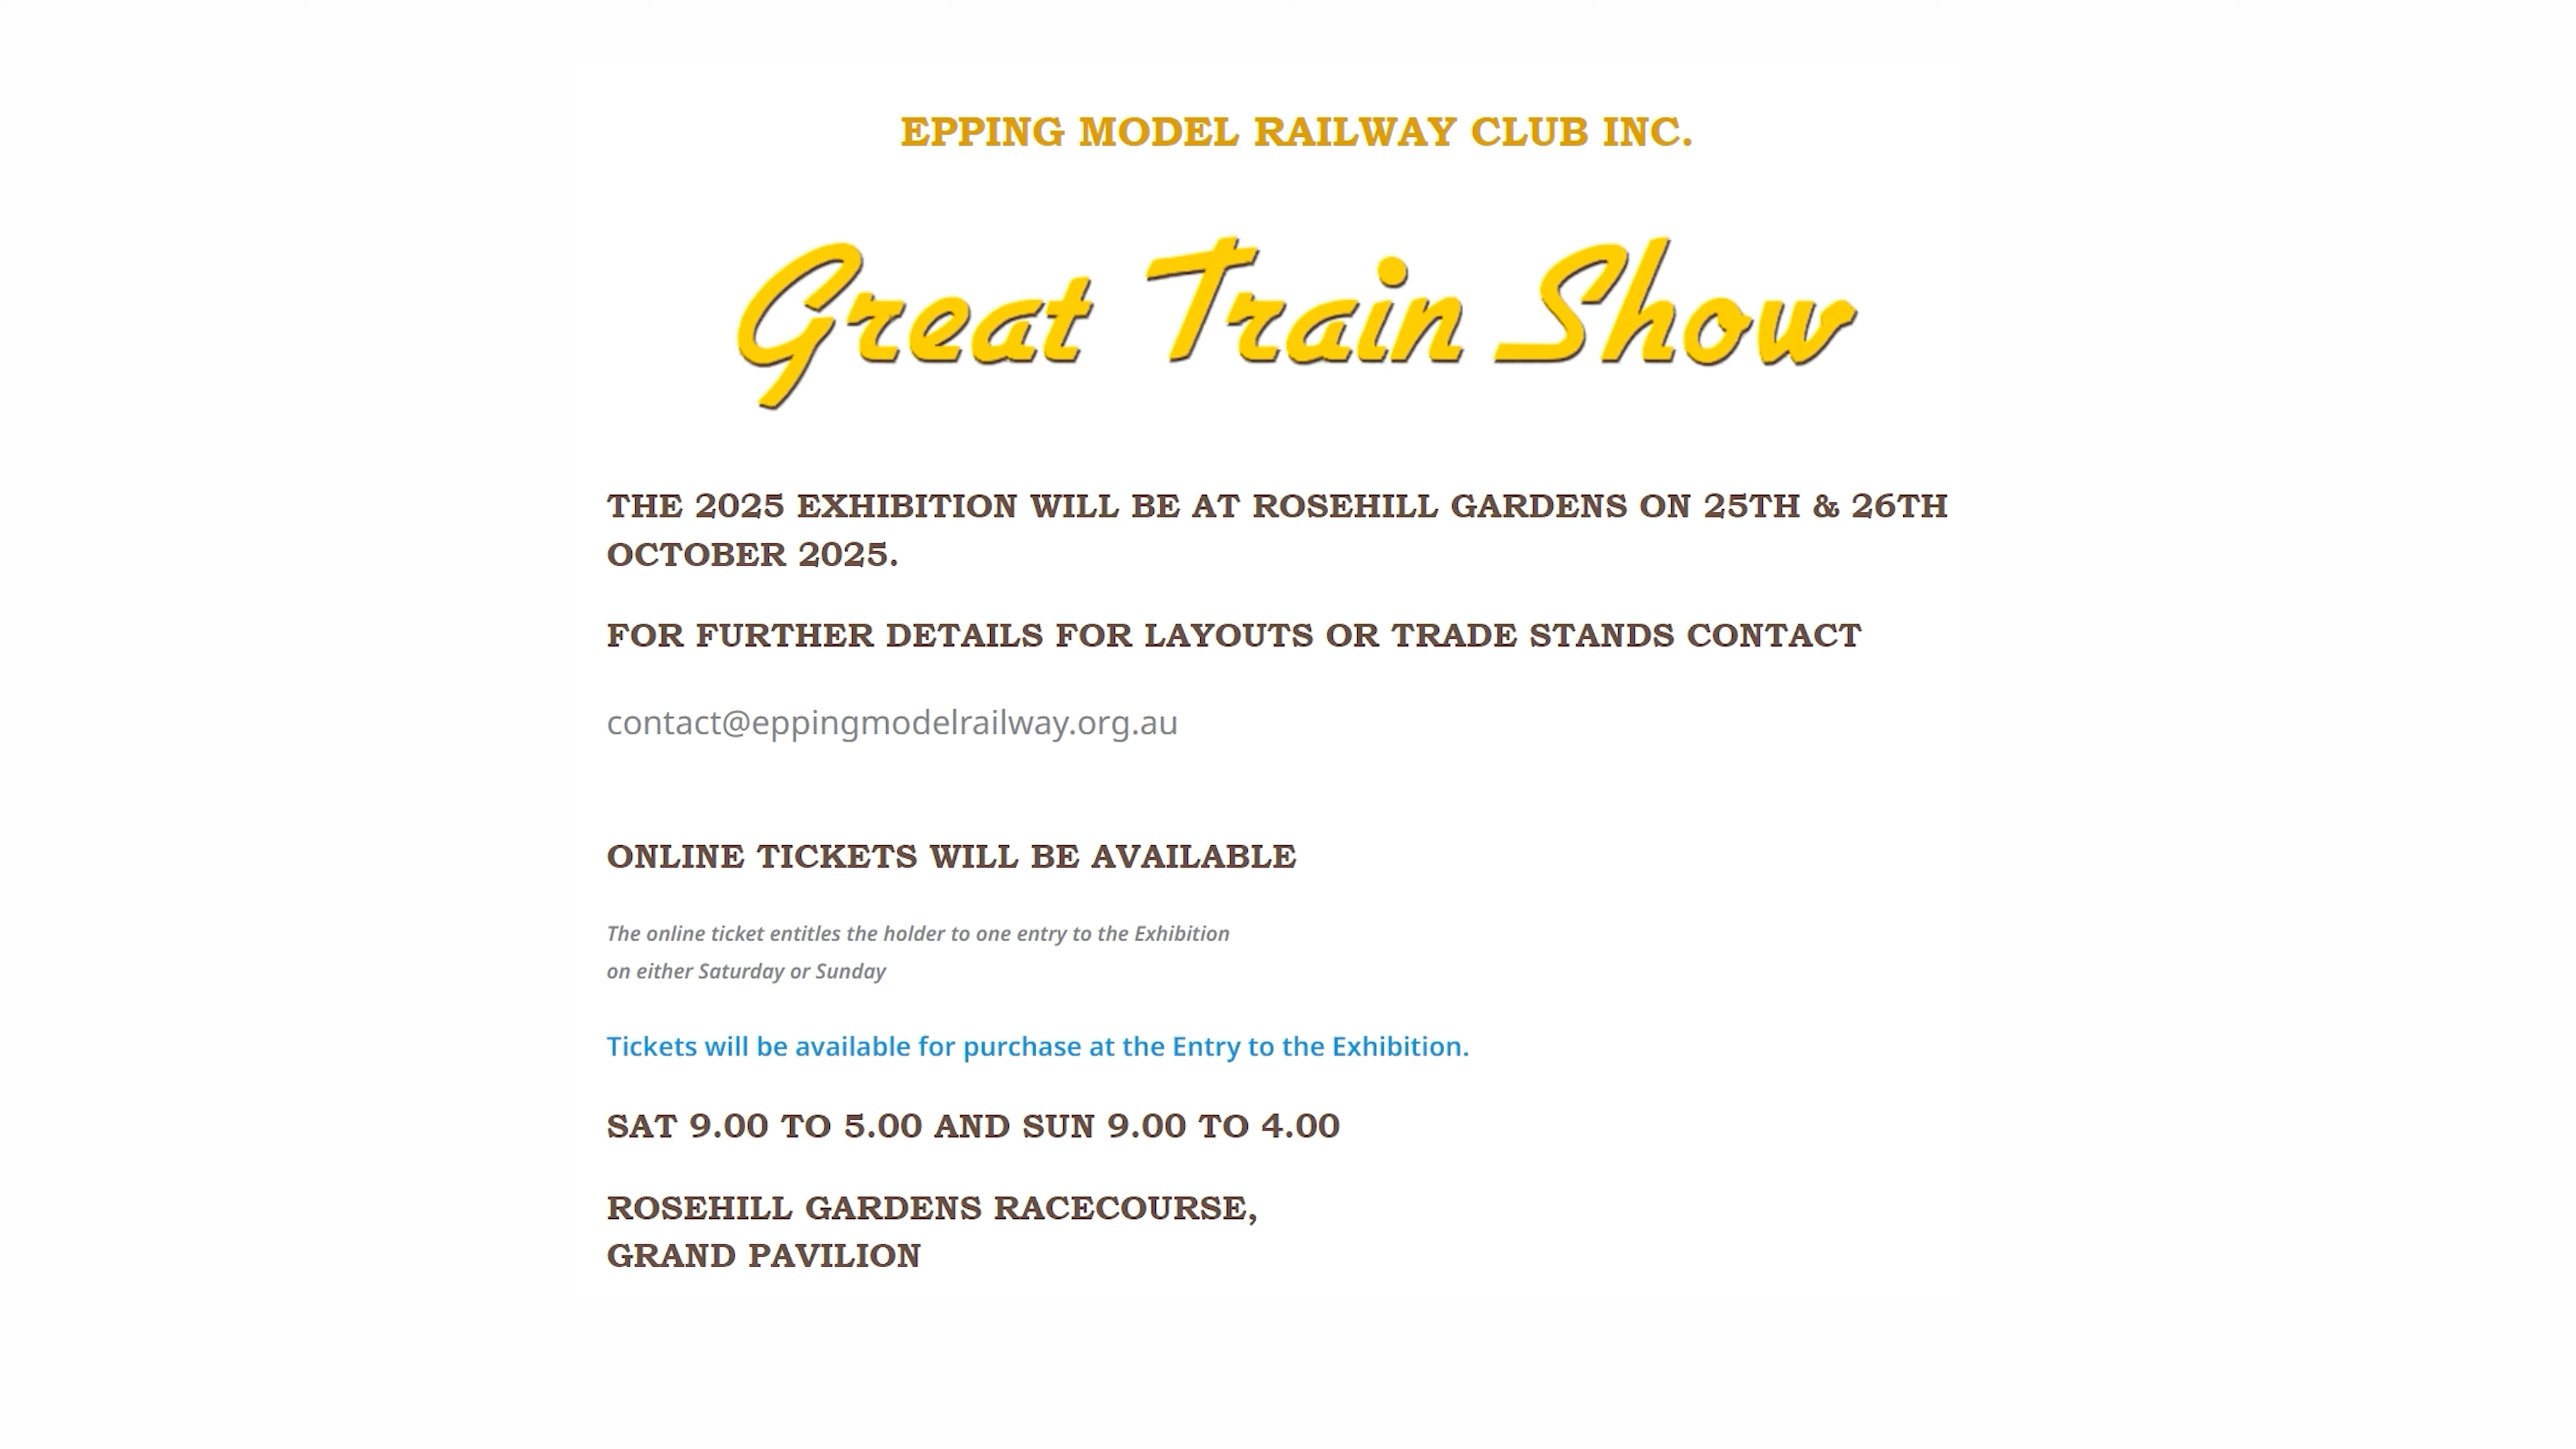 EPPING MODEL RAILWAY CLUB INC.
Great Train Show
THE 2025 EXHIBITION WILL BE AT ROSEHILL GARDENS ON 25TH & 26TH
OCTOBER 2025.
FOR FURTHER DETAILS FOR LAYOUTS OR TRADE STANDS CONTACT
contact@eppingmodelrailway.org.au
ONLINE TICKETS WILL BE AVAILABLE
The online ticket entitles the holder to one entry to the Exhibition
on either Saturday or Sunday
Tickets will be available for purchase at the Entry to the Exhibition.
SAT 9.00 TO 5.00 AND SUN 9.00 TO 4.00
ROSEHILL GARDENS RACECOURSE,
GRAND PAVILION